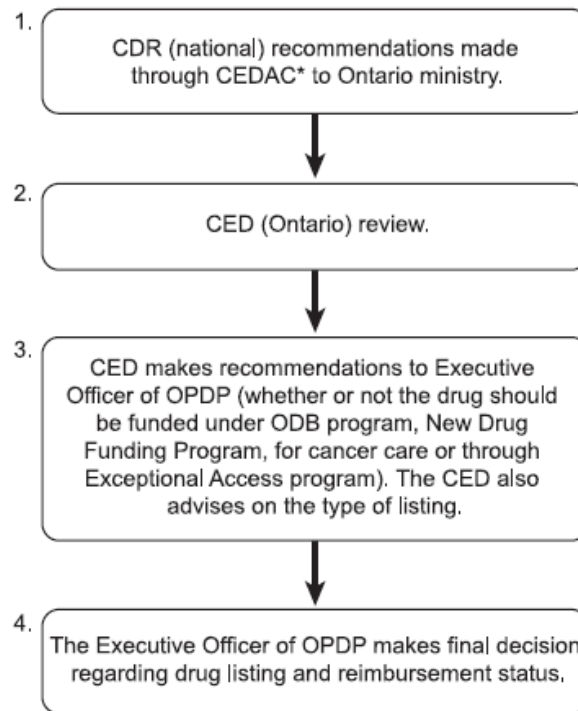 1.
CDR (national) recommendations made
through CEDAC* to Ontario ministry.
2.
CED (Ontario) review.
3.
CED makes recommendations to Executive
Officer of OPDP (whether or not the drug should
be funded under ODB program, New Drug
Funding Program, for cancer care or through
Exceptional Access program). The CED also
advises on the type of listing.
4.
The Executive Officer of OPDP makes final decision
regarding drug listing and reimbursement status.